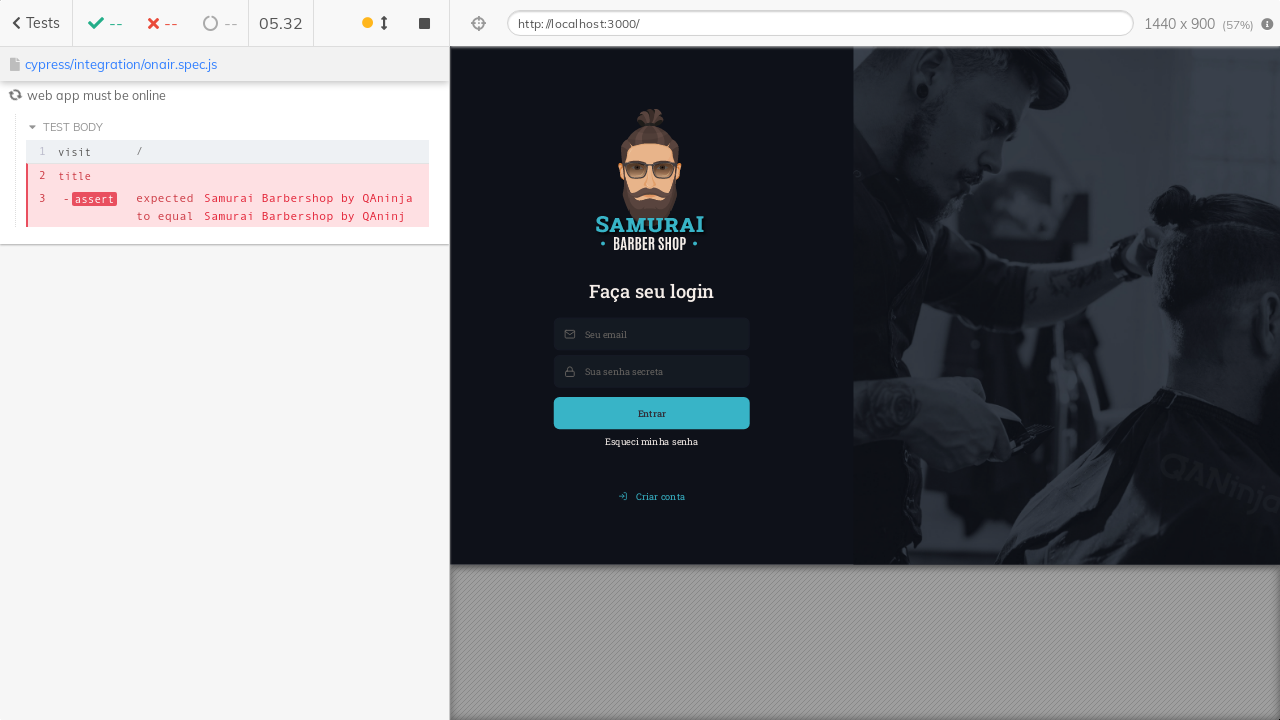 Tests
--
--
--
05.32
http://localhost:3000/
1440 x 900 (57%)
cypress/integration/onair.spec.js
web app must be online
TEST BODY
1 visit /
2 title
3 -assert expected Samurai Barbershop by QAninja
to equal Samurai Barbershop by QAninj
SAMURAI
• BARBER SHOP •
Faça seu login
Seu email
Sua senha secreta
Entrar
Esqueci minha senha
Criar conta
QANinja